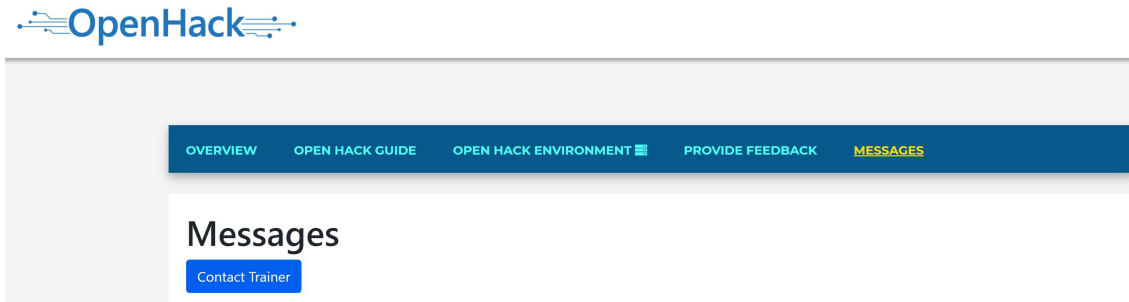 OpenHack
OVERVIEW OPEN HACK GUIDE OPEN HACK ENVIRONMENT PROVIDE FEEDBACK MESSAGES
Messages
Contact Trainer